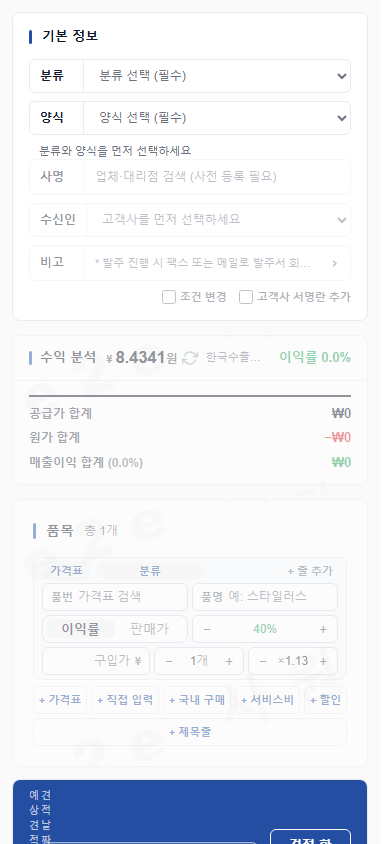 기본 정보
분류 분류 선택 (필수)
양식 양식 선택 (필수)
분류와 양식을 먼저 선택하세요
사명 업체·대리점 검색 (사전 등록 필요)
수신인 고객사를 먼저 선택하세요
비고 * 발주 진행 시 팩스 또는 메일로 발주서 회...
조건 변경 고객사 서명란 추가
수익 분석 ¥ 8.4341원 한국수출... 이익률 0.0%
공급가 합계 ₩0
원가 합계 −₩0
매출이익 합계 (0.0%) ₩0
품목 총 1개
가격표 분류 + 줄 추가
품번 가격표 검색 품명 예: 스타일러스
이익률 판매가 − 40% +
구입가 ¥ − 1개 + − ×1.13 +
+ 가격표 + 직접 입력 + 국내 구매 + 서비스비 + 할인
+ 제목줄
예 견
상 적
견 날